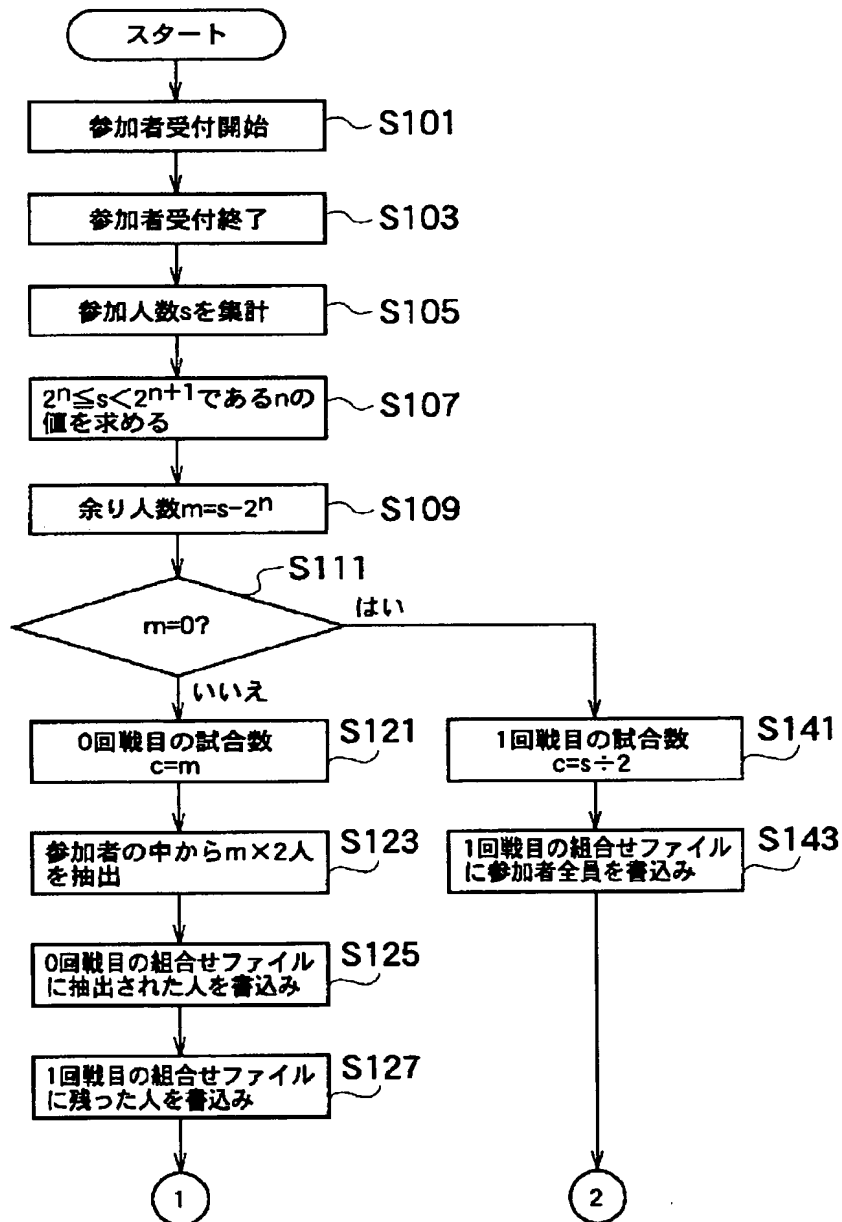 スタート
参加者受付開始
S101
参加者受付終了
S103
参加人数sを集計
S105
2ⁿ≦s<2ⁿ⁺¹であるnの
値を求める
S107
余り人数m=s-2ⁿ
S109
S111
m=0?
はい
いいえ
0回戦目の試合数
c=m
S121
参加者の中からm×2人
を抽出
S123
0回戦目の組合せファイル
に抽出された人を書込み
S125
1回戦目の組合せファイル
に残った人を書込み
S127
1
1回戦目の試合数
c=s÷2
S141
1回戦目の組合せファイル
に参加者全員を書込み
S143
2